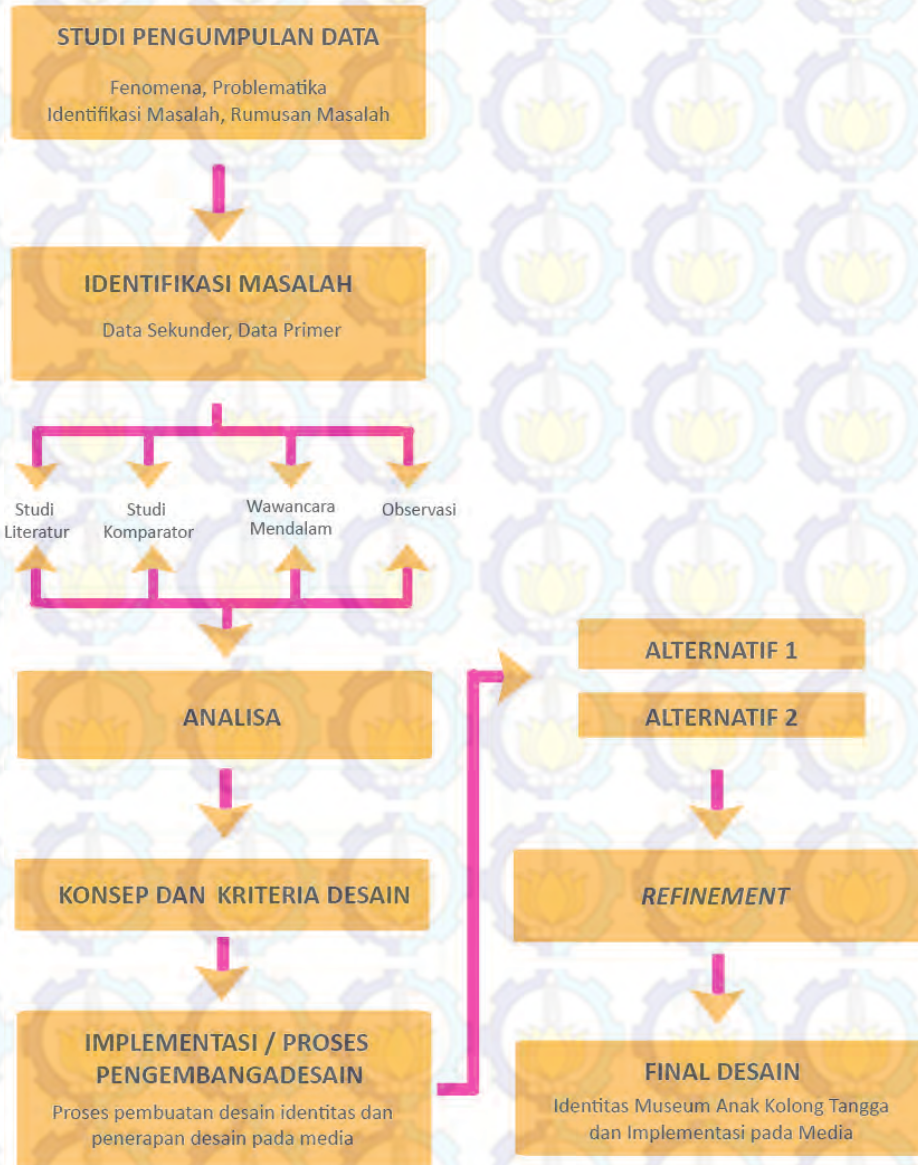 STUDI PENGUMPULAN DATA
Fenomena, Problematika
Identifikasi Masalah, Rumusan Masalah
IDENTIFIKASI MASALAH
Data Sekunder, Data Primer
Studi
Literatur
Studi
Komparator
Wawancara
Mendalam
Observasi
ANALISA
KONSEP DAN KRITERIA DESAIN
IMPLEMENTASI / PROSES
PENGEMBANGADESAIN
Proses pembuatan desain identitas dan
penerapan desain pada media
ALTERNATIF 1
ALTERNATIF 2
REFINEMENT
FINAL DESAIN
Identitas Museum Anak Kolong Tangga
dan Implementasi pada Media